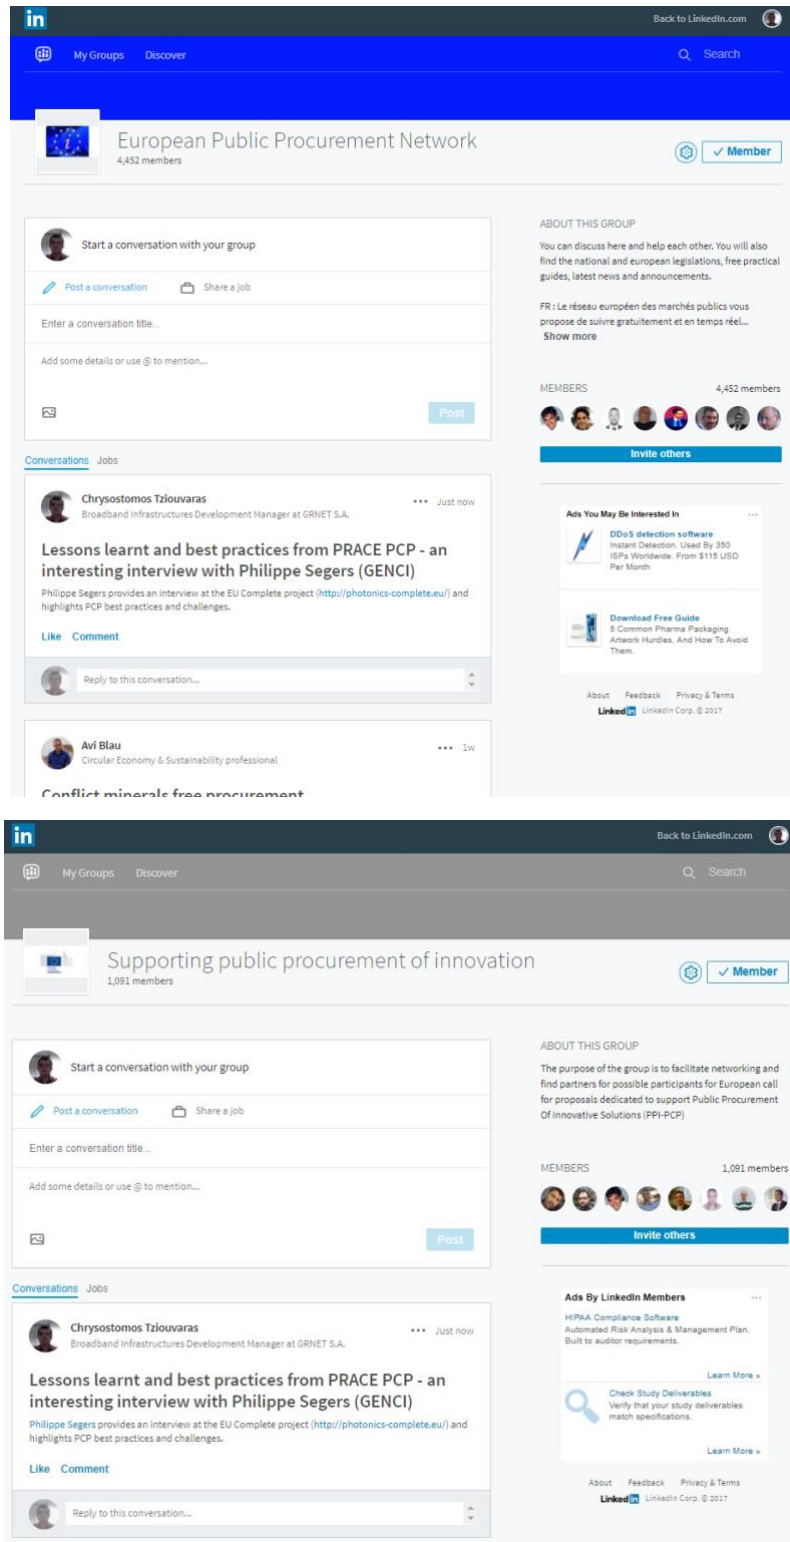 in
Back to LinkedIn.com
My Groups
Discover
Search
European Public Procurement Network
4,452 members
✓ Member
Start a conversation with your group
Post a conversation
Share a job
Enter a conversation title...
Add some details or use @ to mention...
Post
ABOUT THIS GROUP
You can discuss here and help each other. You will also
find the national and european legislations, free practical
guides, latest news and announcements.
FR : Le réseau européen des marchés publics vous
propose de suivre gratuitement et en temps réel...
Show more
MEMBERS
4,452 members
Invite others
Conversations Jobs
Chrysostomos Tziouvaras
Broadband Infrastructures Development Manager at GRNET S.A.
••• Just now
Lessons learnt and best practices from PRACE PCP - an
interesting interview with Philippe Segers (GENCI)
Philippe Segers provides an interview at the EU Complete project (http://photonics-complete.eu/) and
highlights PCP best practices and challenges.
Like Comment
Reply to this conversation...
Ads You May Be Interested In
...
DDoS detection software
Instant Detection. Used By 350
ISPs Worldwide. From $115 USD
Per Month
Download Free Guide
5 Common Pharma Packaging
Artwork Hurdles. And How To Avoid
Them.
About Feedback Privacy & Terms
Linked in LinkedIn Corp. © 2017
Avi Blau
Circular Economy & Sustainability professional
••• 1w
Conflict minerals free procurement
in
Back to LinkedIn.com
My Groups
Discover
Search
Supporting public procurement of innovation
1,091 members
✓ Member
Start a conversation with your group
Post a conversation
Share a job
Enter a conversation title...
Add some details or use @ to mention...
Post
ABOUT THIS GROUP
The purpose of the group is to facilitate networking and
find partners for possible participants for European call
for proposals dedicated to support Public Procurement
Of Innovative Solutions (PPI-PCP)
MEMBERS
1,091 members
Invite others
Conversations Jobs
Chrysostomos Tziouvaras
Broadband Infrastructures Development Manager at GRNET S.A.
••• Just now
Lessons learnt and best practices from PRACE PCP - an
interesting interview with Philippe Segers (GENCI)
Philippe Segers provides an interview at the EU Complete project (http://photonics-complete.eu/) and
highlights PCP best practices and challenges.
Like Comment
Reply to this conversation...
Ads By LinkedIn Members
...
HIPAA Compliance Software
Automated Risk Analysis & Management Plan.
Built to auditor requirements.
Learn More »
Check Study Deliverables
Verify that your study deliverables
match specifications.
Learn More »
About Feedback Privacy & Terms
Linked in LinkedIn Corp. © 2017